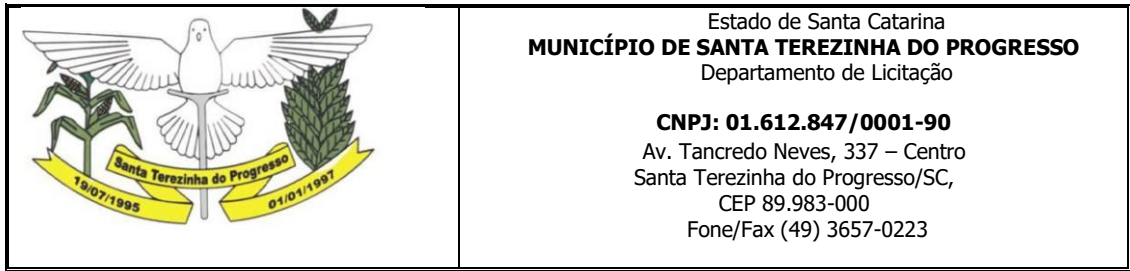 Santa Terezinha do Progresso
19/07/1995
01/01/1997
Estado de Santa Catarina
MUNICÍPIO DE SANTA TEREZINHA DO PROGRESSO
Departamento de Licitação
CNPJ: 01.612.847/0001-90
Av. Tancredo Neves, 337 – Centro
Santa Terezinha do Progresso/SC,
CEP 89.983-000
Fone/Fax (49) 3657-0223